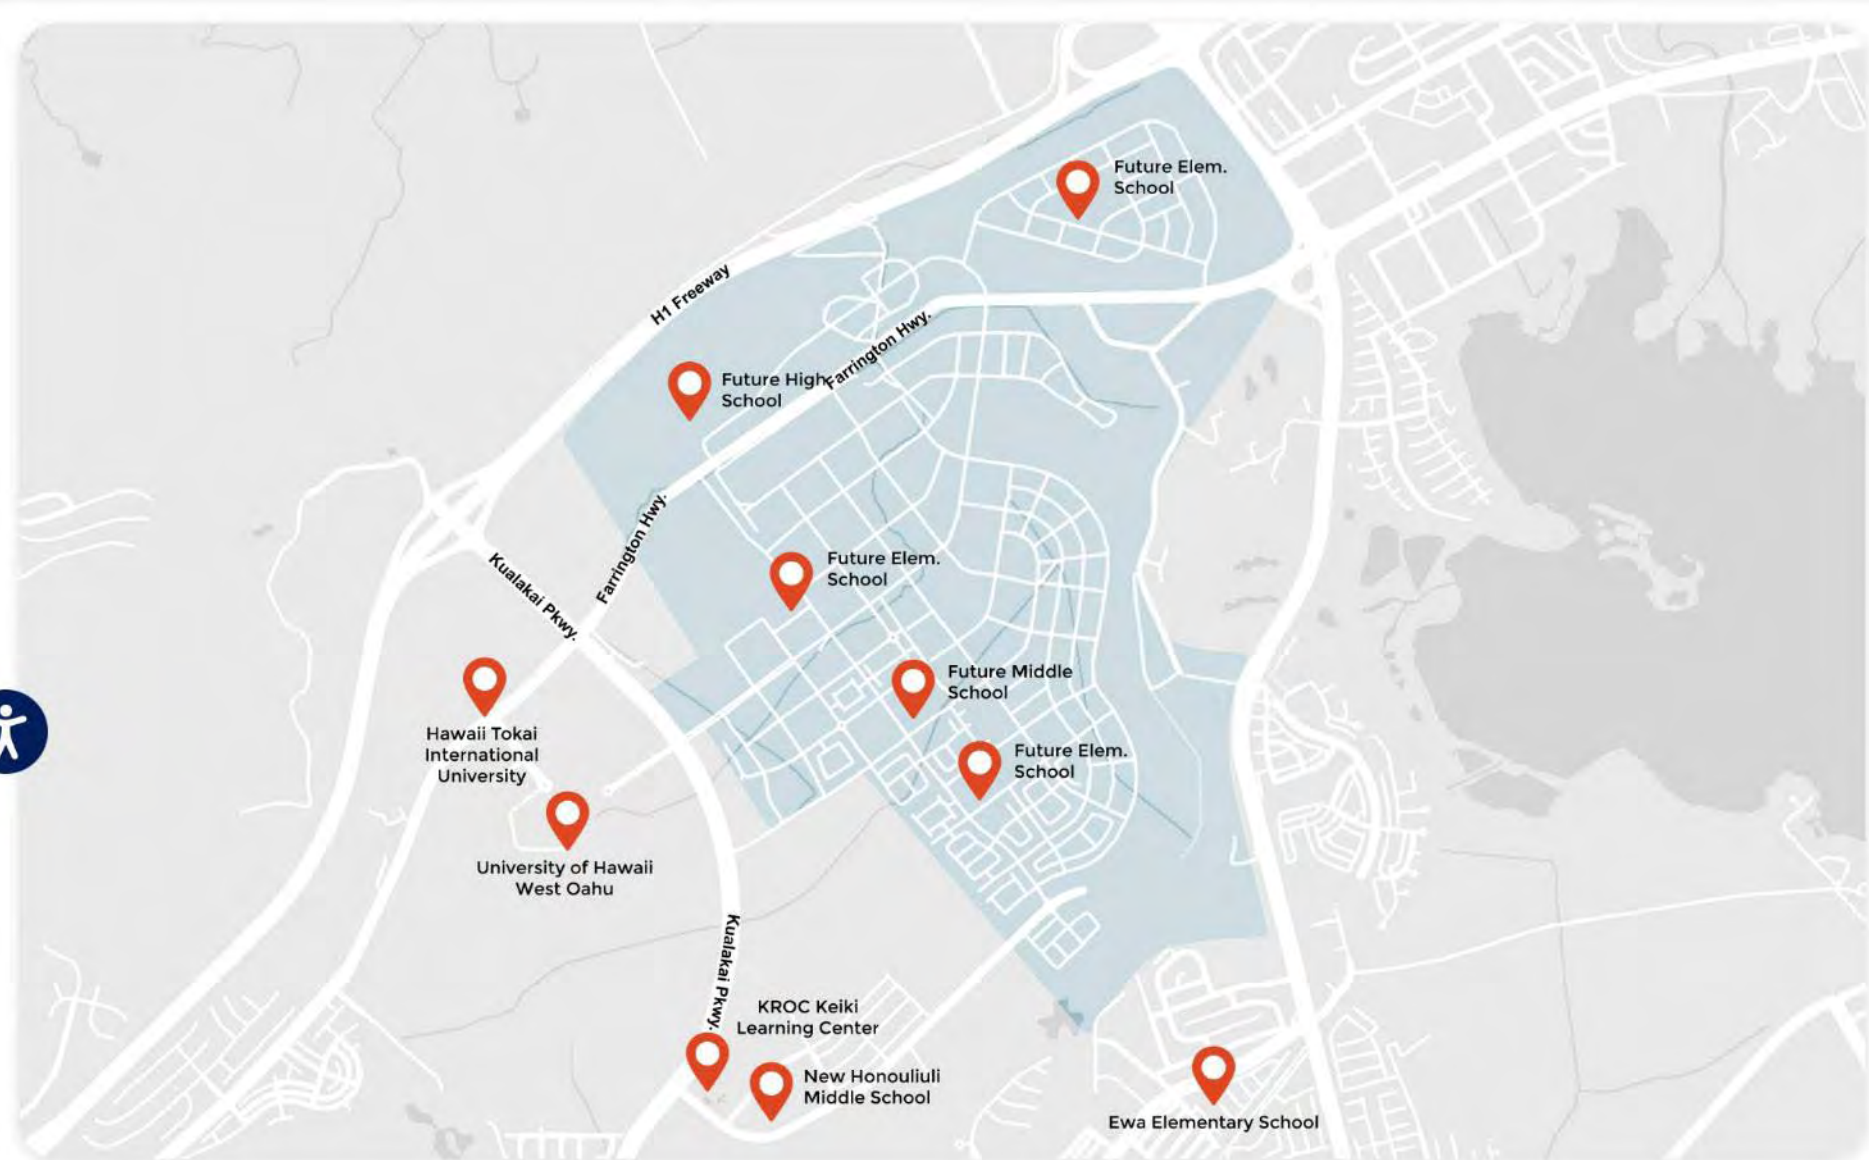 Future Elem.
School
H1 Freeway
Farrington Hwy.
Future High
School
Farrington Hwy.
Kualakai Pkwy.
Future Elem.
School
Future Middle
School
Hawaii Tokai
International
University
Future Elem.
School
University of Hawaii
West Oahu
Kualakai Pkwy.
KROC Keiki
Learning Center
New Honouliuli
Middle School
Ewa Elementary School